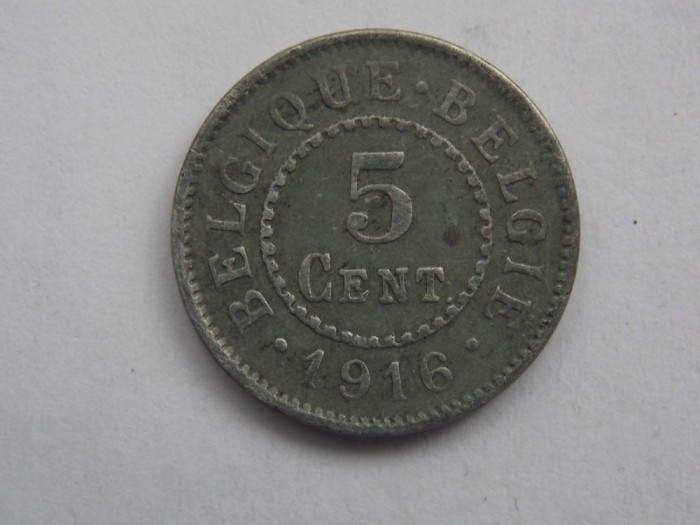 BELGIQUE · BELGIE
5
CENT
· 1916 ·